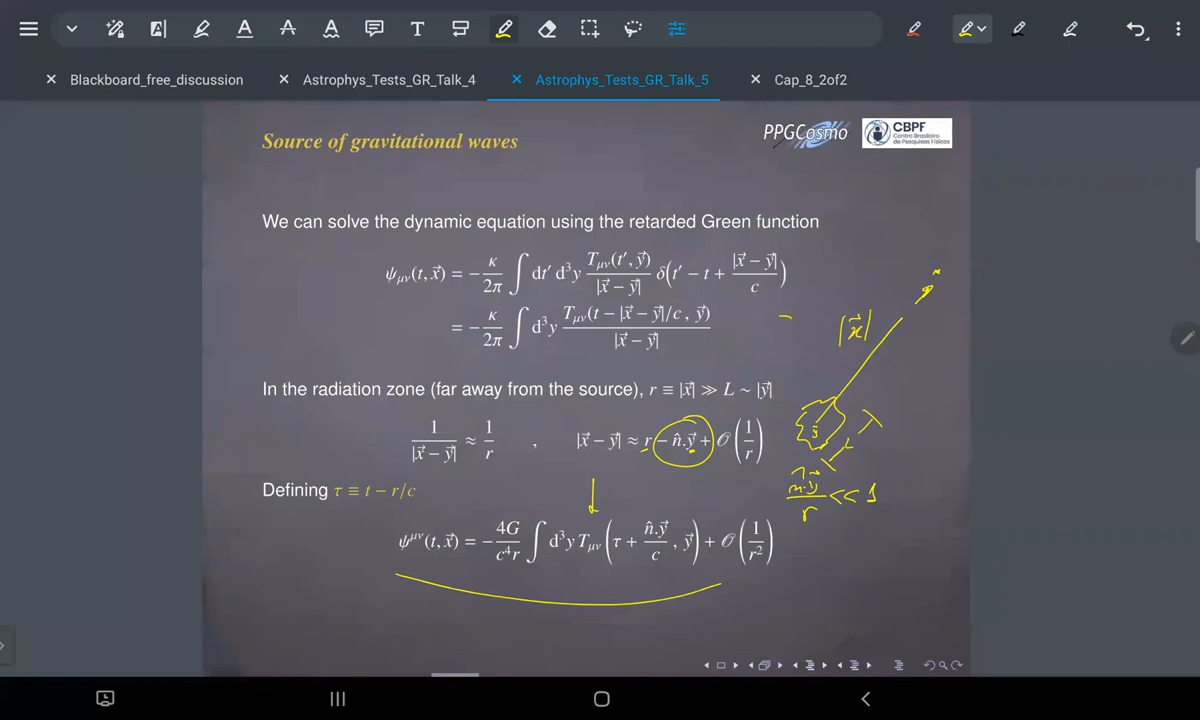 Blackboard_free_discussion
Astrophys_Tests_GR_Talk_4
Astrophys_Tests_GR_Talk_5
Cap_8_2of2
Source of gravitational waves
PPGCosmo
CBPF
Centro Brasileiro
de Pesquisas Físicas
We can solve the dynamic equation using the retarded Green function
ψ_μν(t, x⃗) = − κ/2π ∫ dt′ d³y T_μν(t′, y⃗)/|x⃗ − y⃗| δ(t′ − t + |x⃗ − y⃗|/c)
= − κ/2π ∫ d³y T_μν(t − |x⃗ − y⃗|/c , y⃗)/|x⃗ − y⃗|
|x⃗|
In the radiation zone (far away from the source), r ≡ |x⃗| ≫ L ∼ |y⃗|
1/|x⃗ − y⃗| ≈ 1/r , |x⃗ − y⃗| ≈ r − n̂.y⃗ + 𝒪(1/r)
y⃗
L
n̂.y⃗/r << 1
Defining τ ≡ t − r/c
ψ^μν(t, x⃗) = − 4G/c⁴r ∫ d³y T_μν(τ + n̂.y⃗/c , y⃗) + 𝒪(1/r²)